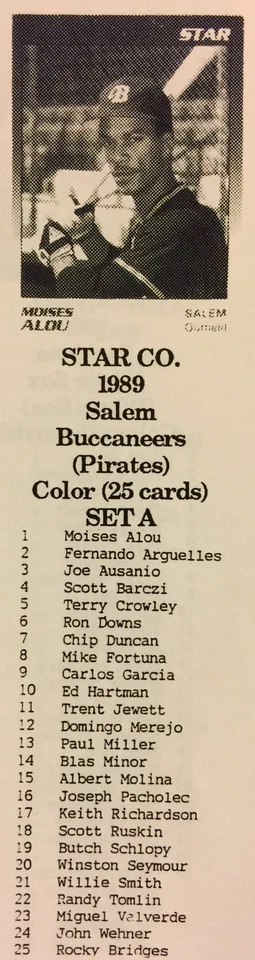 STAR
B
MOISES SALEM
ALOU Outfield
STAR CO.
1989
Salem
Buccaneers
(Pirates)
Color (25 cards)
SET A
1 Moises Alou
2 Fernando Arguelles
3 Joe Ausanio
4 Scott Barczi
5 Terry Crowley
6 Ron Downs
7 Chip Duncan
8 Mike Fortuna
9 Carlos Garcia
10 Ed Hartman
11 Trent Jewett
12 Domingo Merejo
13 Paul Miller
14 Blas Minor
15 Albert Molina
16 Joseph Pacholec
17 Keith Richardson
18 Scott Ruskin
19 Butch Schlopy
20 Winston Seymour
21 Willie Smith
22 Randy Tomlin
23 Miguel Valverde
24 John Wehner
25 Rocky Bridges